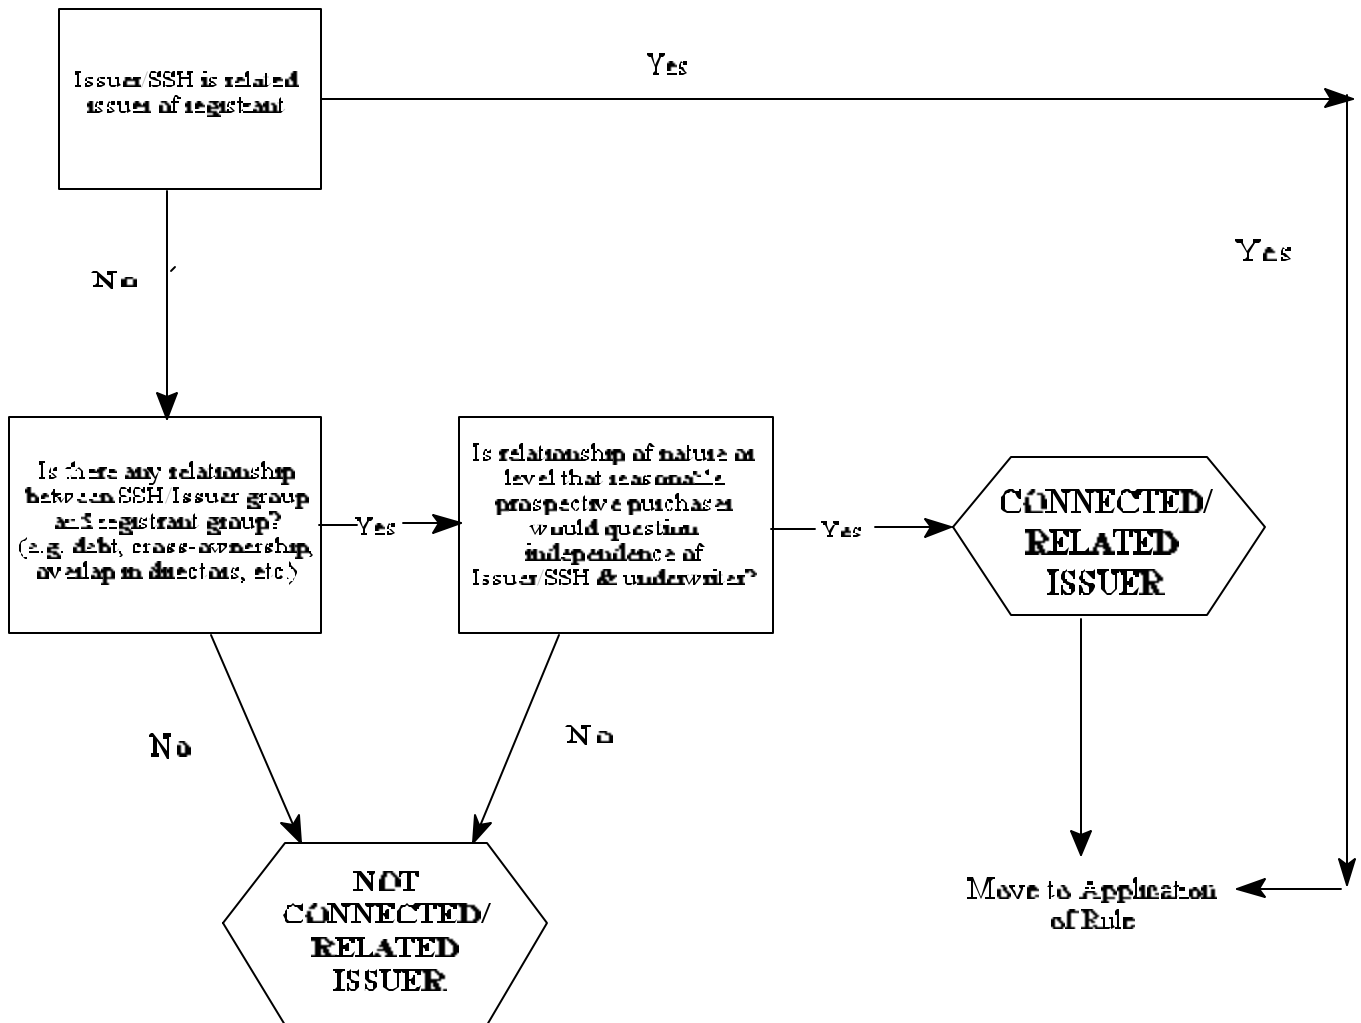 Issuer/SSH is related
issuer of registrant
Yes
Yes
No
Is there any relationship
between SSH/Issuer group
and registrant group?
(e.g. debt, cross-ownership,
overlap in directors, etc.)
Yes
Is relationship of nature or
level that reasonable
prospective purchaser
would question
independence of
Issuer/SSH & underwriter?
Yes
CONNECTED/
RELATED
ISSUER
No
No
NOT
CONNECTED/
RELATED
ISSUER
Move to Application
of Rule